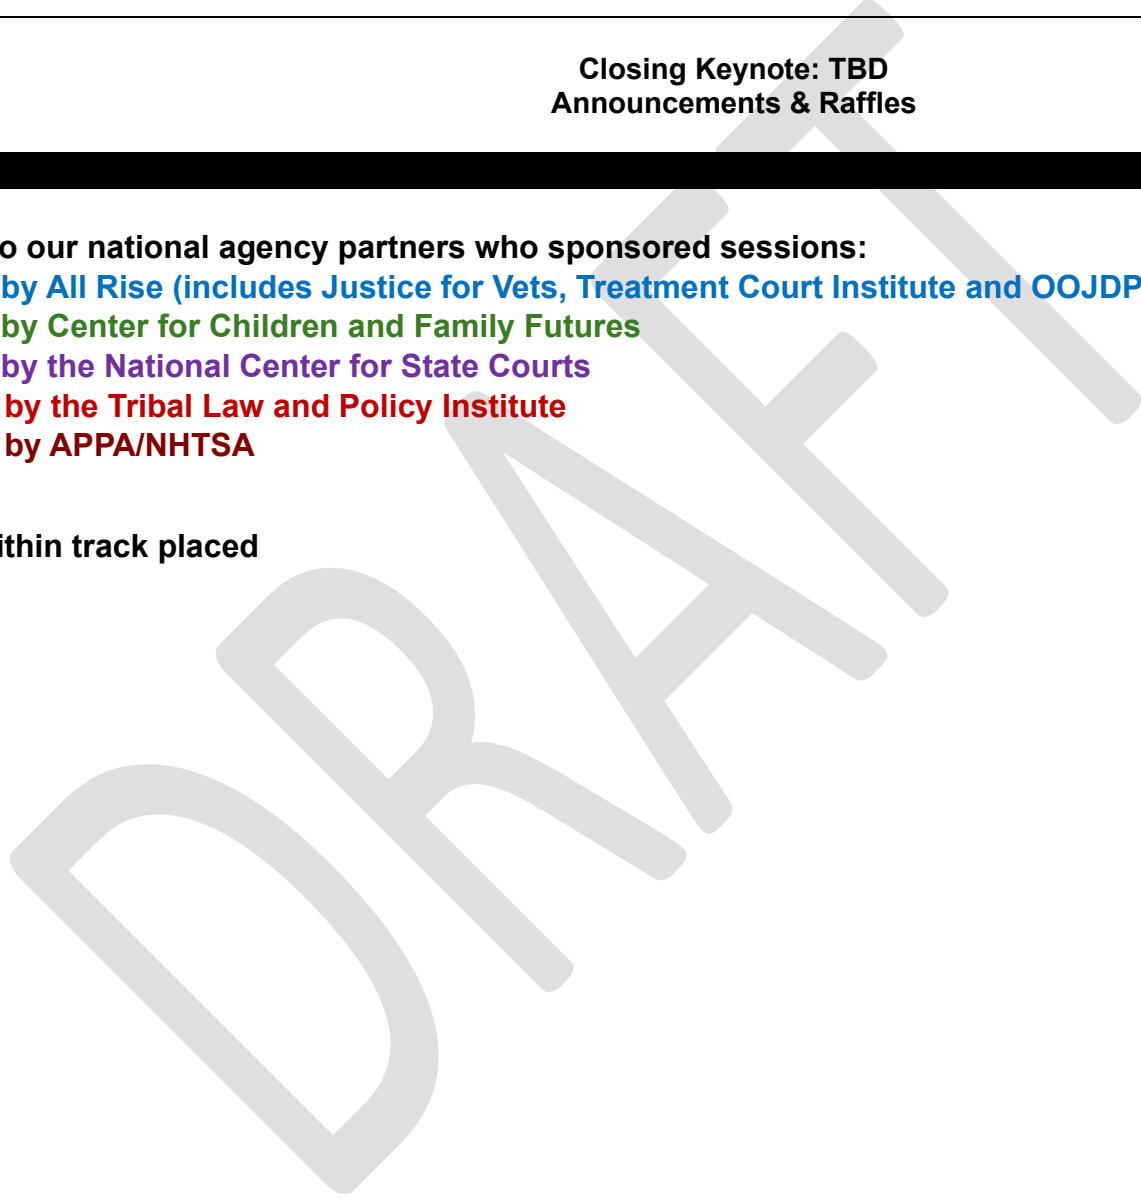 Closing Keynote: TBD
Announcements & Raffles
o our national agency partners who sponsored sessions:
by All Rise (includes Justice for Vets, Treatment Court Institute and OOJDP
by Center for Children and Family Futures
by the National Center for State Courts
by the Tribal Law and Policy Institute
by APPA/NHTSA
ithin track placed
DRAFT